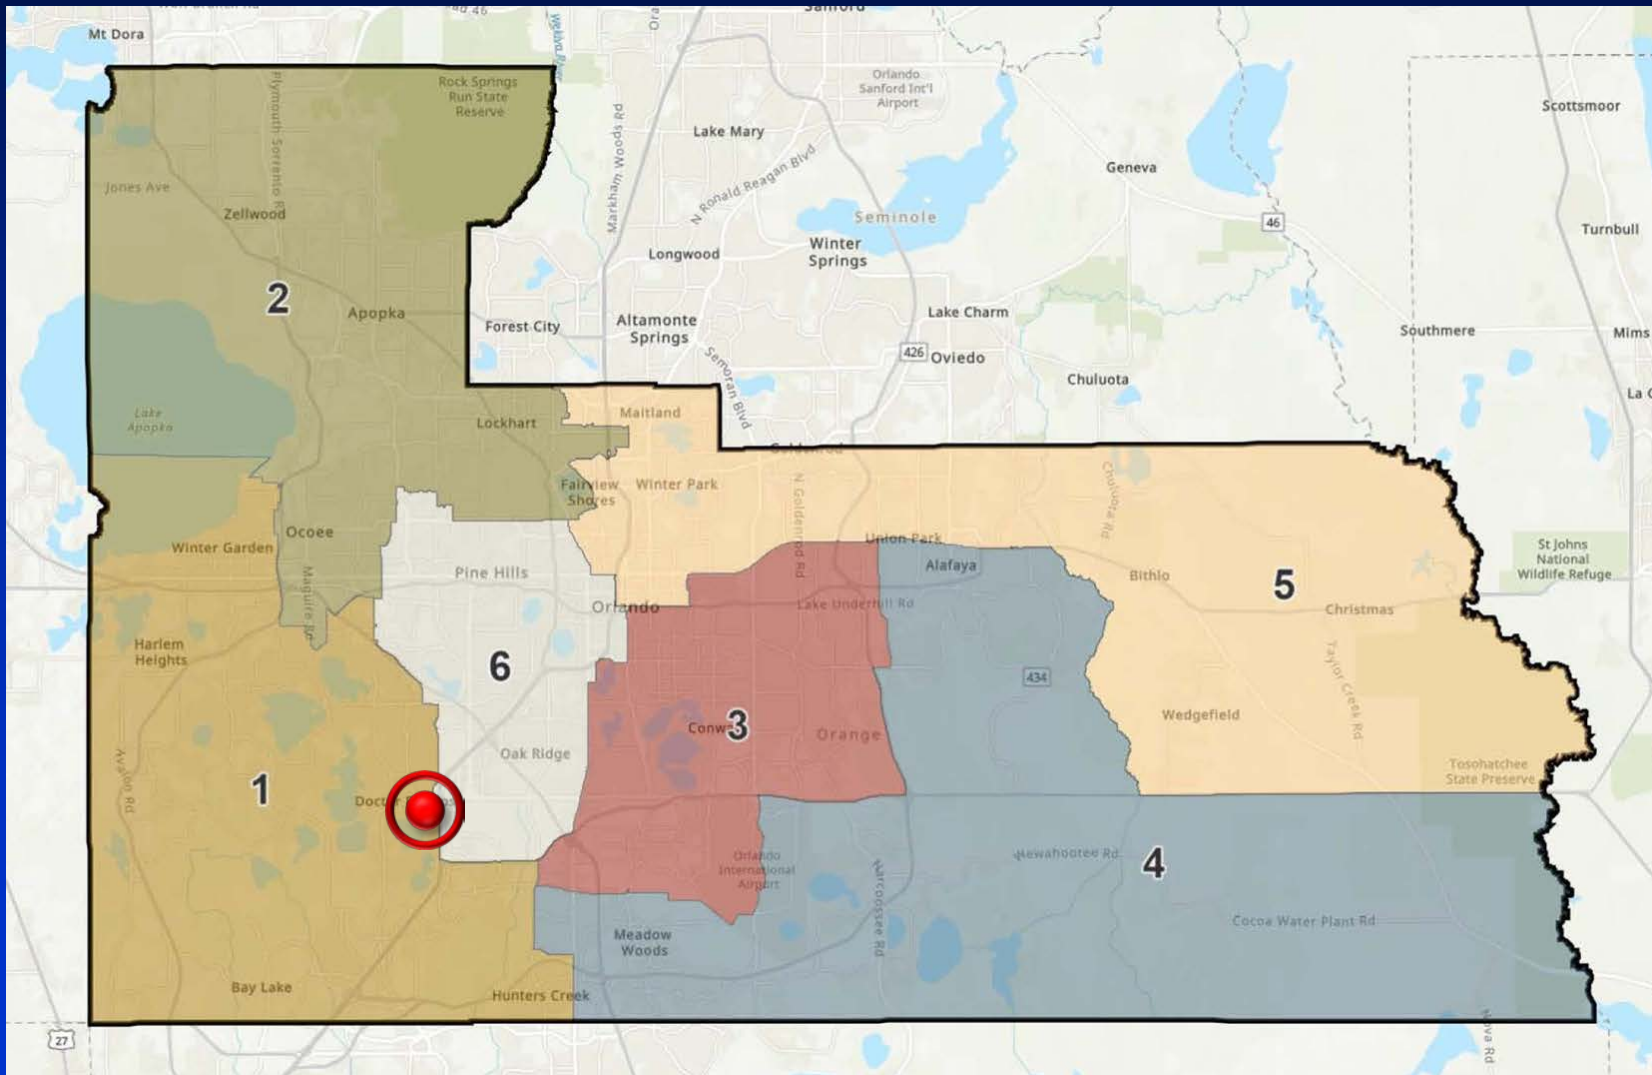 Sanford
Mt Dora
Rock Springs
Run State
Reserve
Plymouth Sorrento R
Wekiva River
Markham Woods Rd
Orlando
Sanford Int'l
Airport
Lake Mary
N Ronald Reagan Blvd
Scottsmoor
Geneva
46
Jones Ave
Zellwood
Seminole
Turnbull
Longwood
Winter
Springs
2
Apopka
Forest City
Altamonte
Springs
Lake Charm
426
Oviedo
Southmere
Mims
Semoran Blvd
Chuluota
Lake
Apopka
Lockhart
Maitland
Goldenrod
Fairview
Shores
Winter Park
N Goldenrod Rd
Chuluota Rd
Ocoee
Winter Garden
Union Park
St Johns
National
Wildlife Refuge
Pine Hills
Alafaya
Bithlo
5
Maguire Rd
Orlando
Lake Underhill Rd
Christmas
Harlem
Heights
6
434
Taylor Creek Rd
Conw
3
Orange
Wedgefield
Oak Ridge
Avalon Rd
1
Tosohatchee
State Preserve
Orlando
International
Airport
Narcoossee Rd
Wewahootee Rd
4
Cocoa Water Plant Rd
Meadow
Woods
Bay Lake
Hunters Creek
27
Nova Rd